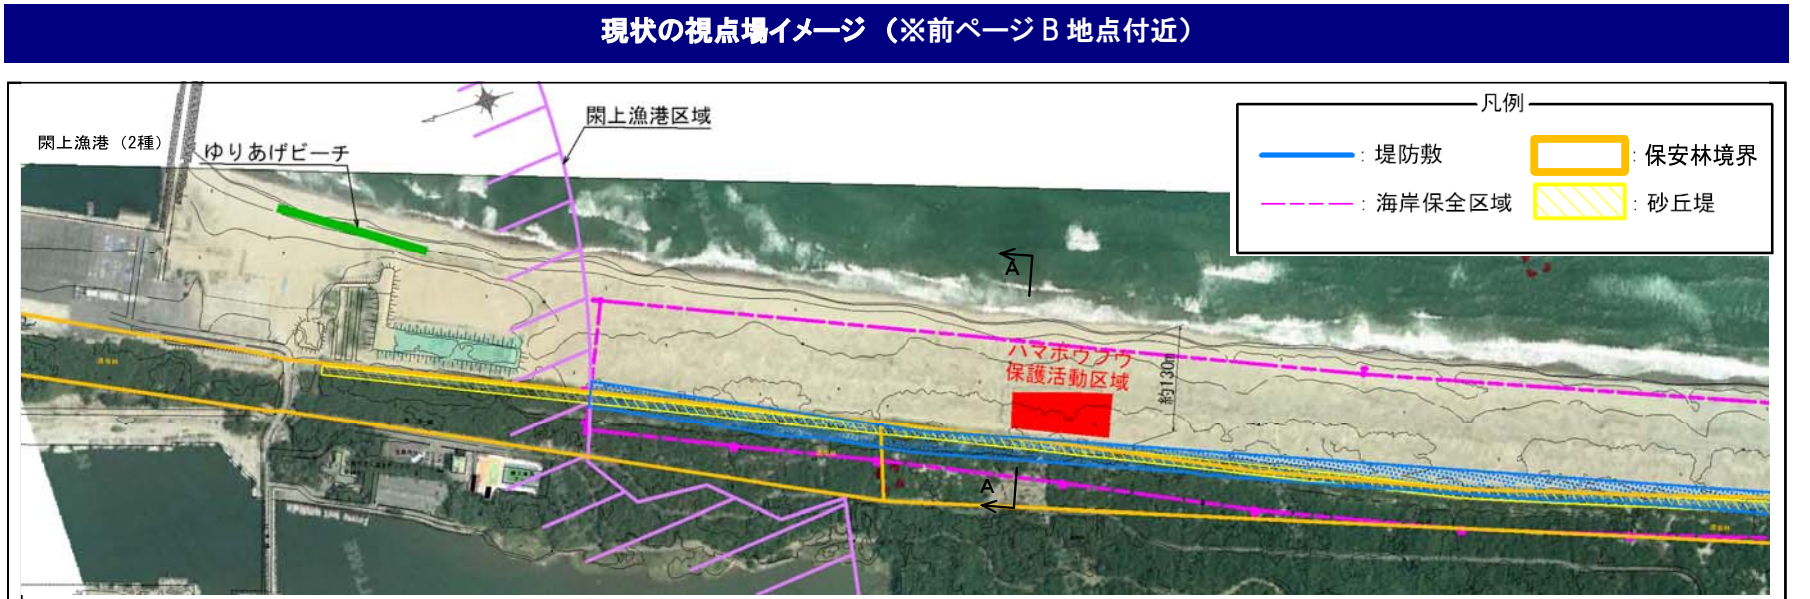 現状の視点場イメージ（※前ページB地点付近）
閖上漁港（2種）
ゆりあげビーチ
閖上漁港区域
凡例
：堤防敷
：保安林境界
：海岸保全区域
：砂丘堤
A
ハマボウフウ
保護活動区域
約130m
A